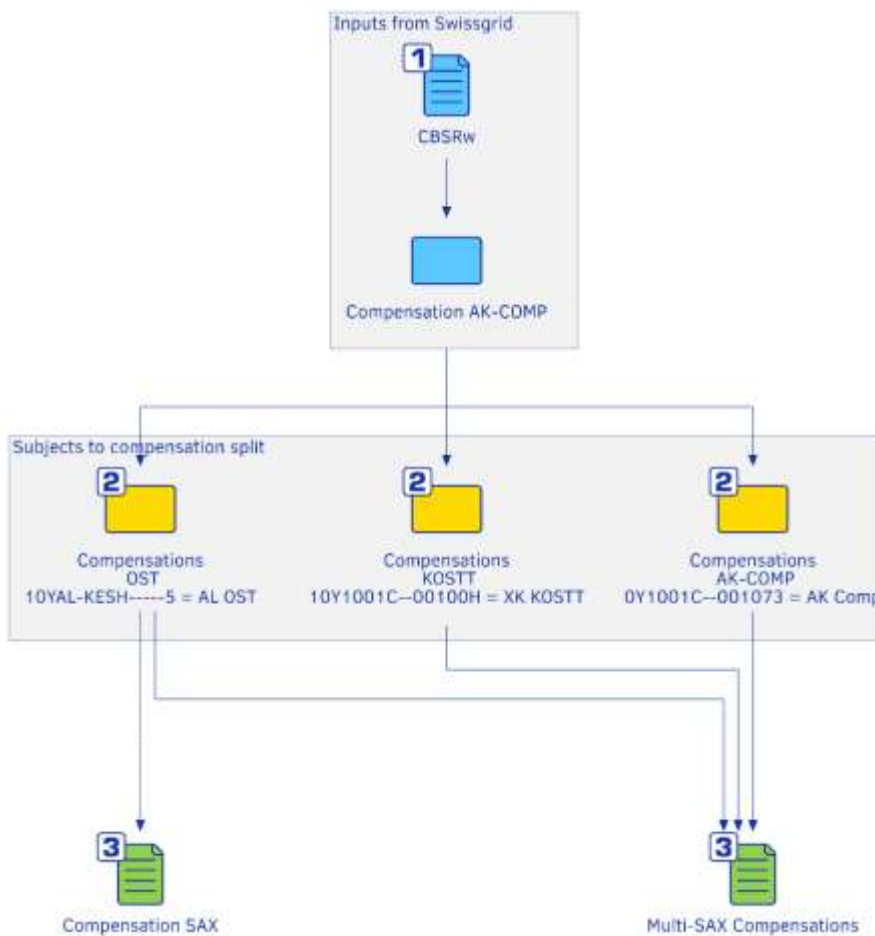 Inputs from Swissgrid
1
CBSRw
Compensation AK-COMP
Subjects to compensation split
2
Compensations
OST
10YAL-KESH-----5 = AL OST
2
Compensations
KOSTT
10Y1001C--00100H = XK KOSTT
2
Compensations
AK-COMP
0Y1001C--001073 = AK Comp
3
Compensation SAX
3
Multi-SAX Compensations